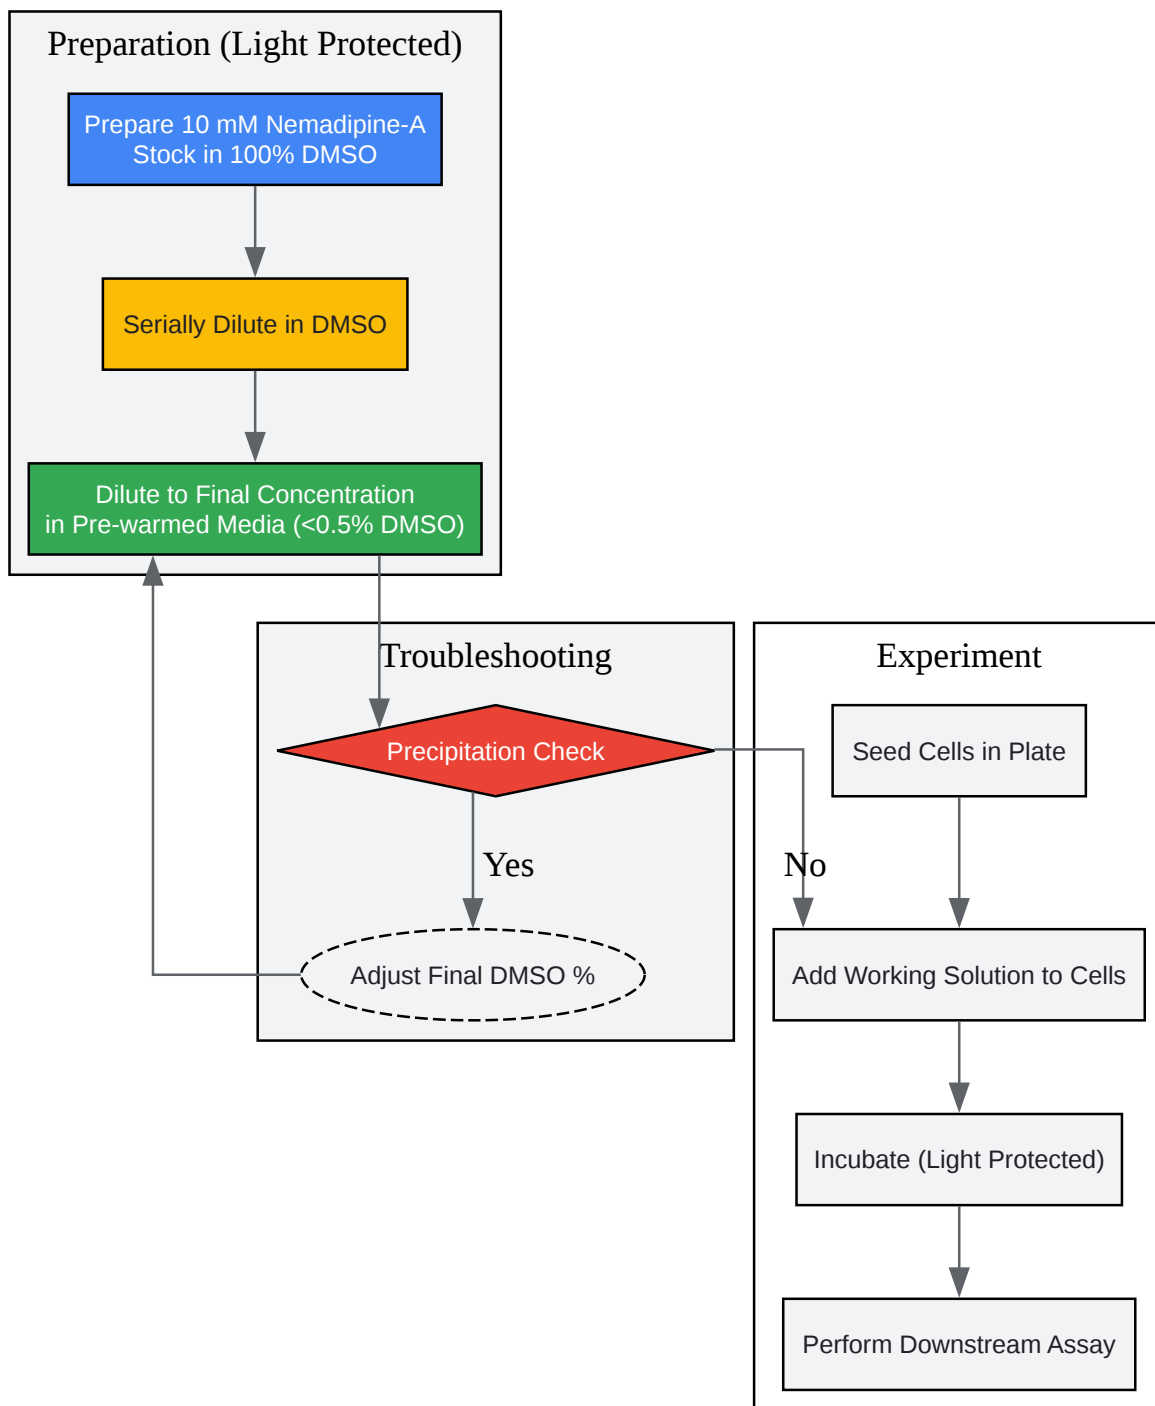 Preparation (Light Protected)
Prepare 10 mM Nemadipine-A
Stock in 100% DMSO
Serially Dilute in DMSO
Dilute to Final Concentration
in Pre-warmed Media (<0.5% DMSO)
Troubleshooting
Precipitation Check
Yes
No
Adjust Final DMSO %
Experiment
Seed Cells in Plate
Add Working Solution to Cells
Incubate (Light Protected)
Perform Downstream Assay